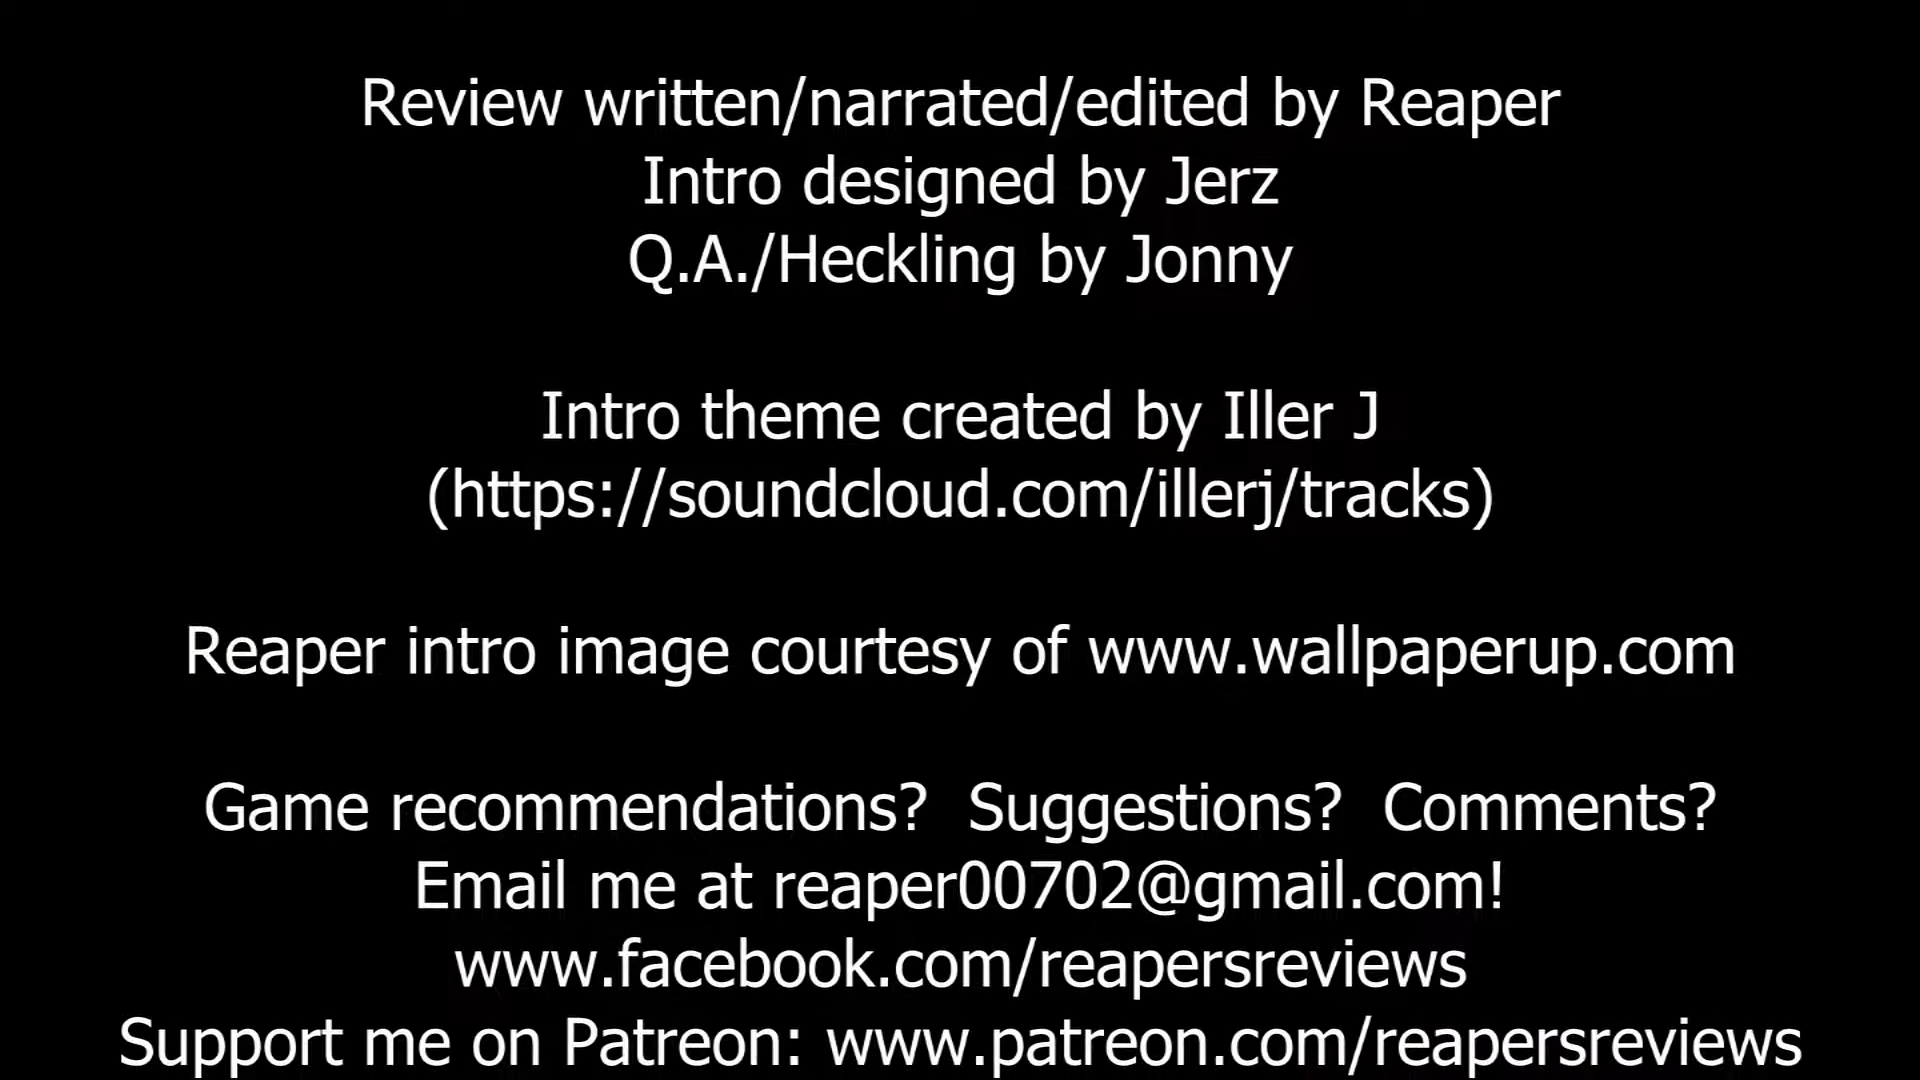 Review written/narrated/edited by Reaper
Intro designed by Jerz
Q.A./Heckling by Jonny
Intro theme created by Iller J
(https://soundcloud.com/illerj/tracks)
Reaper intro image courtesy of www.wallpaperup.com
Game recommendations?  Suggestions?  Comments?
Email me at reaper00702@gmail.com!
www.facebook.com/reapersreviews
Support me on Patreon: www.patreon.com/reapersreviews